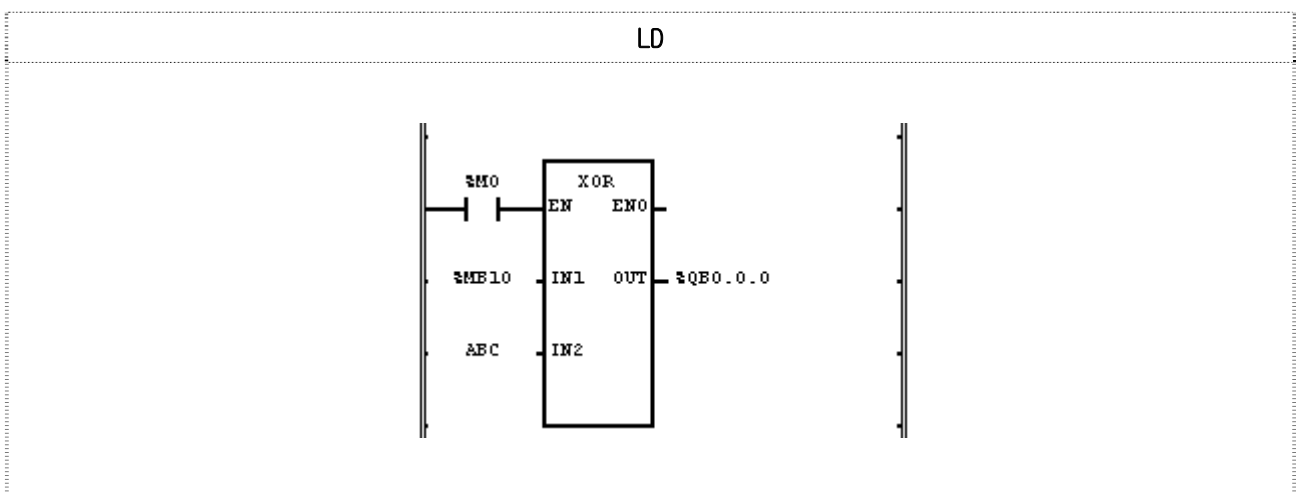 LD
%M0 XOR
EN ENO
%MB10 IN1 OUT %QB0.0.0
ABC IN2